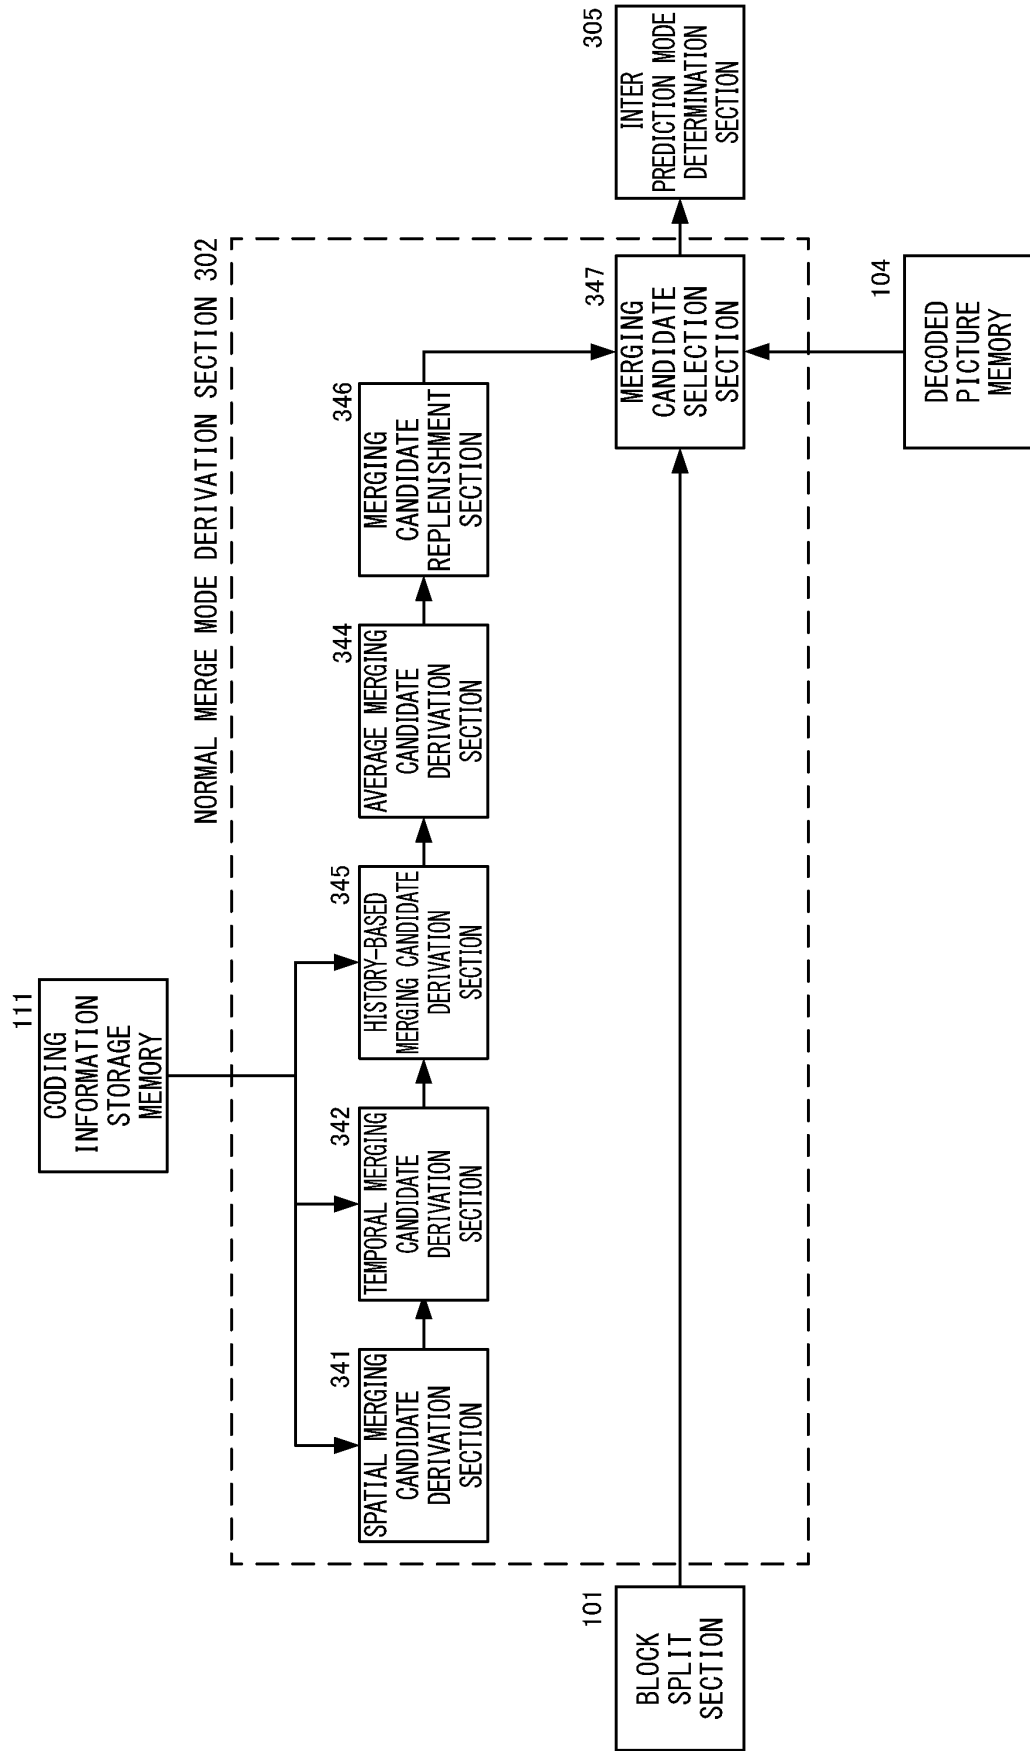 111
CODING
INFORMATION
STORAGE
MEMORY
NORMAL MERGE MODE DERIVATION SECTION 302
341
SPATIAL MERGING
CANDIDATE
DERIVATION
SECTION
342
TEMPORAL MERGING
CANDIDATE
DERIVATION
SECTION
345
HISTORY-BASED
MERGING CANDIDATE
DERIVATION
SECTION
344
AVERAGE MERGING
CANDIDATE
DERIVATION
SECTION
346
MERGING
CANDIDATE
REPLENISHMENT
SECTION
101
BLOCK
SPLIT
SECTION
347
MERGING
CANDIDATE
SELECTION
SECTION
305
INTER
PREDICTION MODE
DETERMINATION
SECTION
104
DECODED
PICTURE
MEMORY